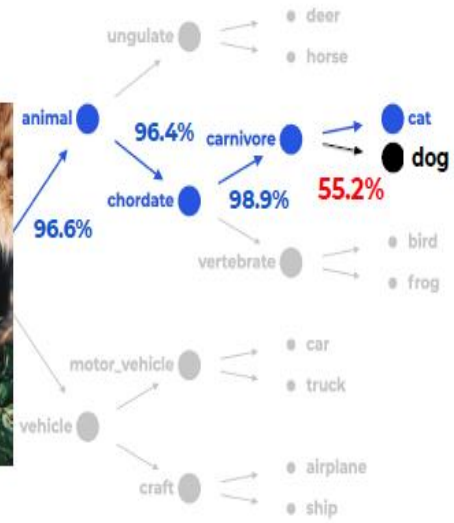 deer
ungulate
horse
animal
96.4%
carnivore
cat
dog
chordate
98.9%
55.2%
96.6%
bird
vertebrate
frog
car
motor_vehicle
truck
vehicle
airplane
craft
ship